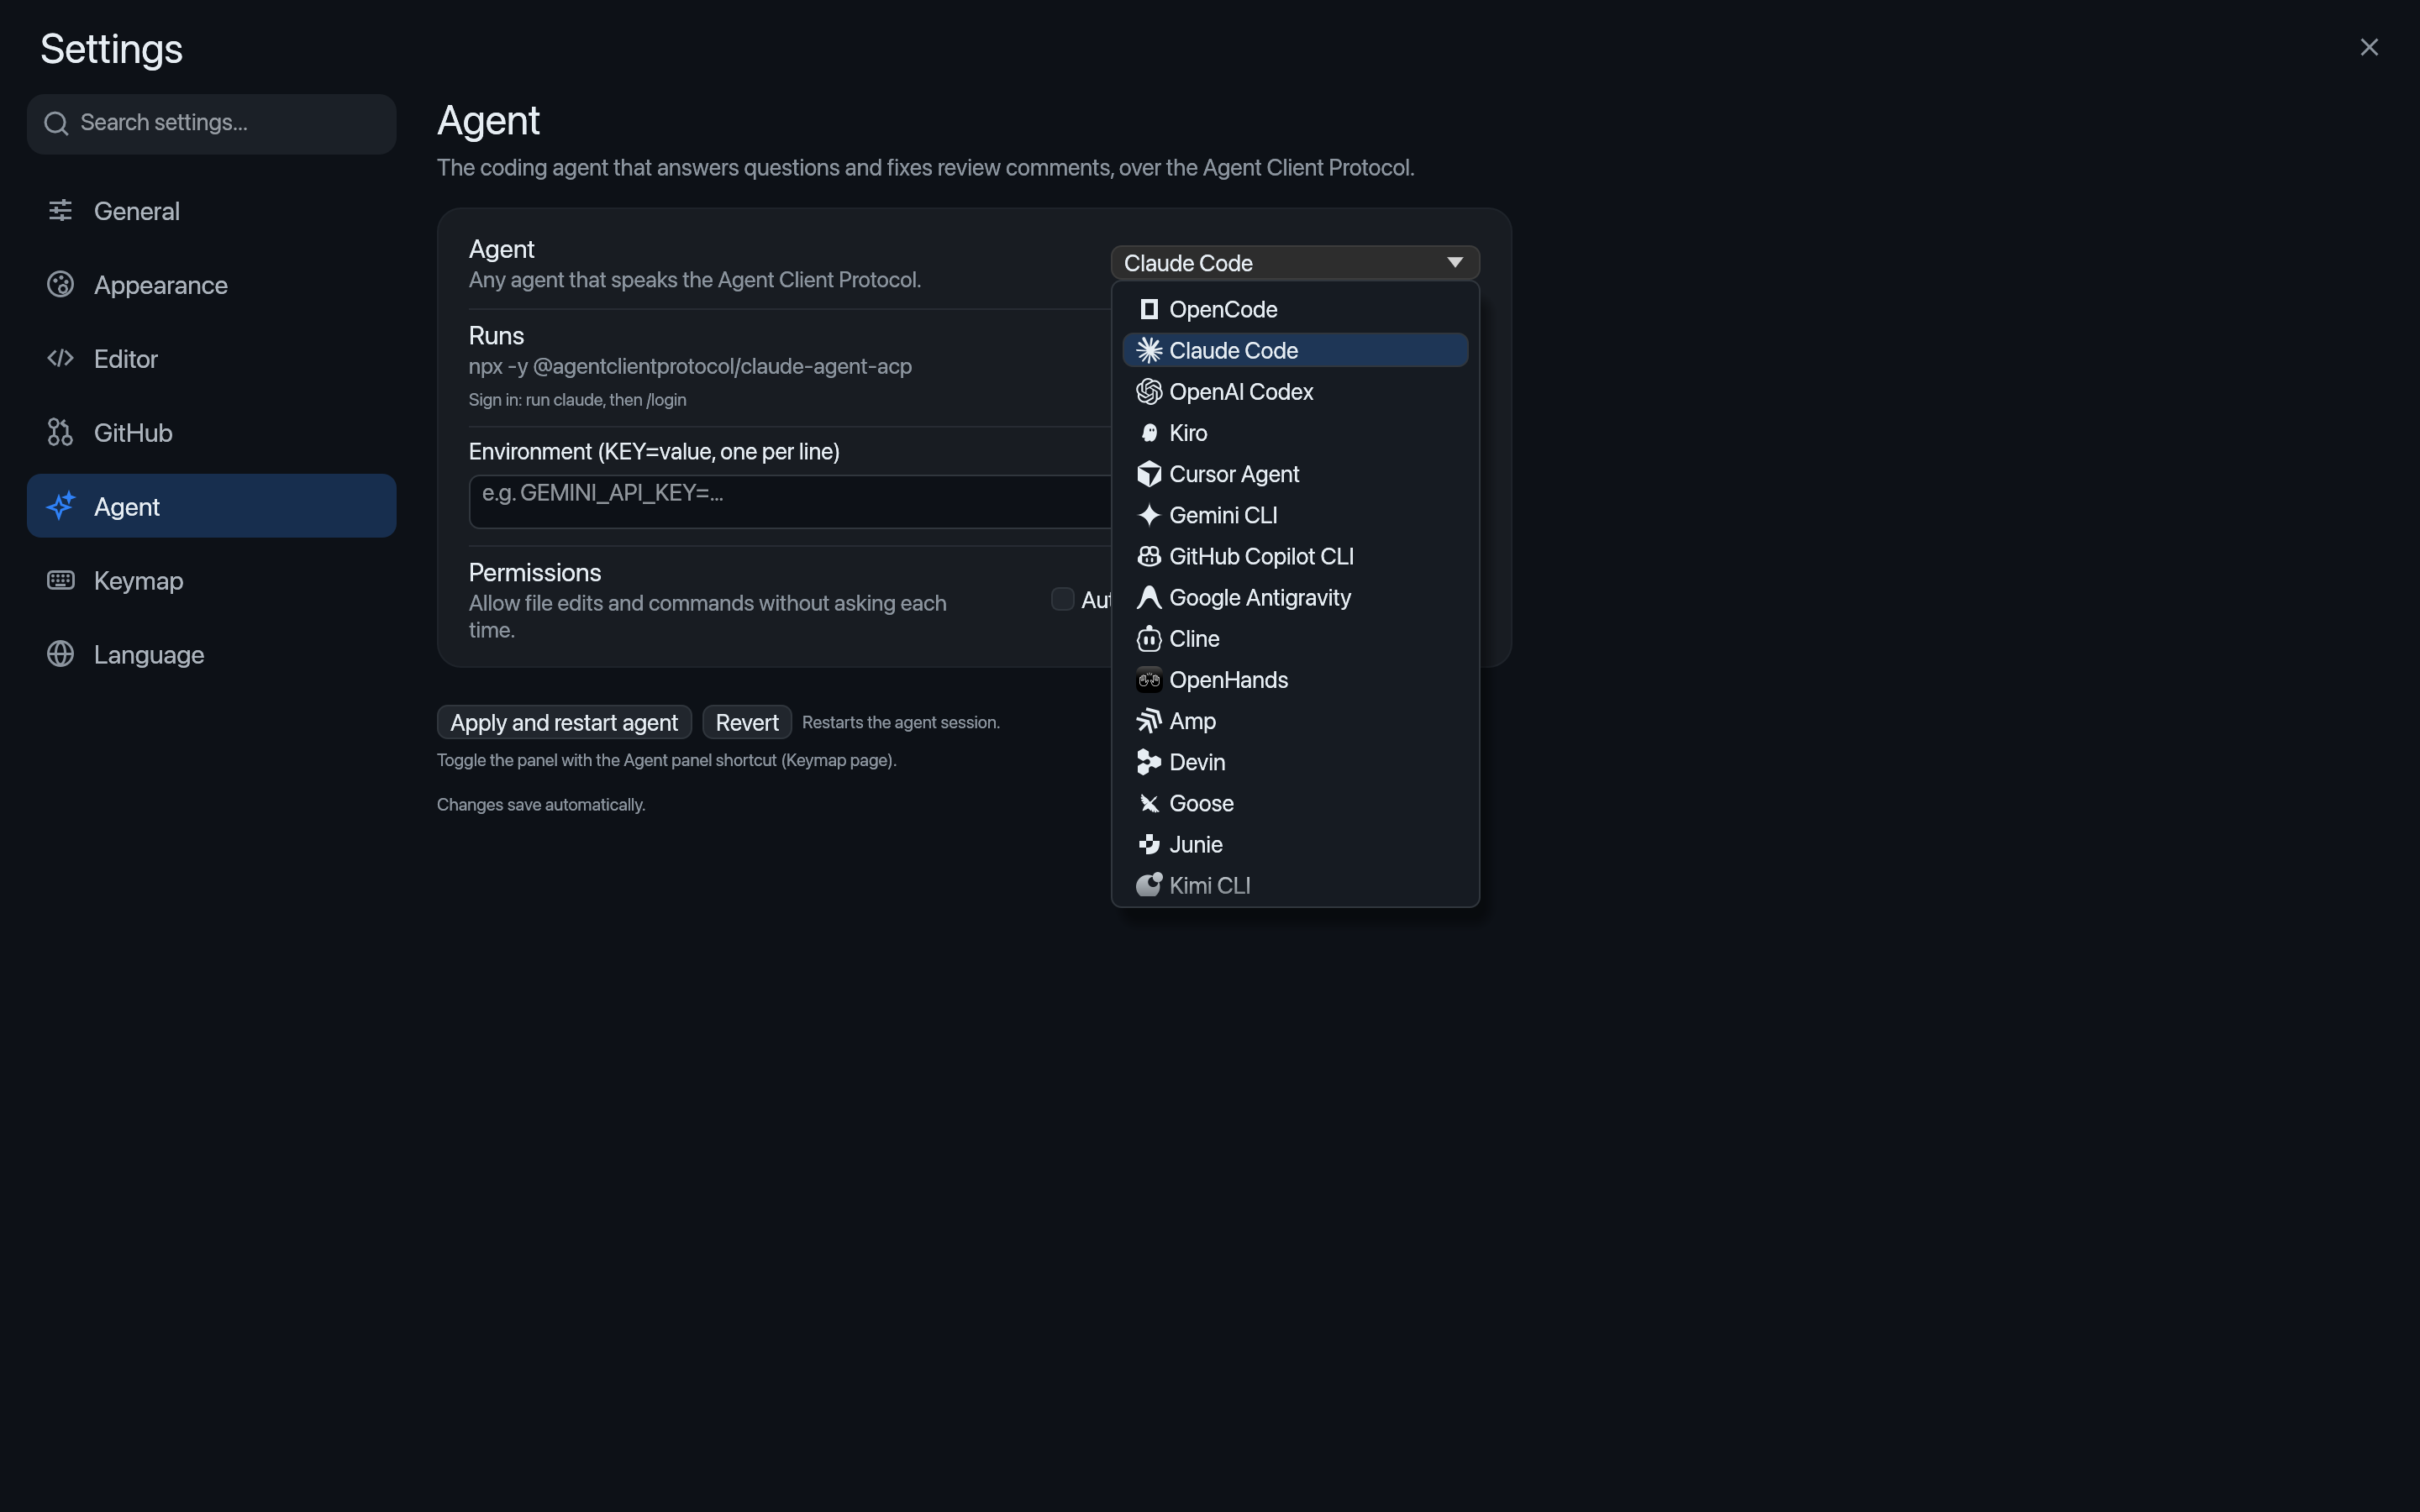 Settings
Search settings...
General
Appearance
Editor
GitHub
Agent
Keymap
Language
Agent
The coding agent that answers questions and fixes review comments, over the Agent Client Protocol.
Agent
Any agent that speaks the Agent Client Protocol.
Claude Code
Runs
npx -y @agentclientprotocol/claude-agent-acp
Sign in: run claude, then /login
Environment (KEY=value, one per line)
e.g. GEMINI_API_KEY=...
Permissions
Allow file edits and commands without asking each
time.
OpenCode
Claude Code
OpenAI Codex
Kiro
Cursor Agent
Gemini CLI
GitHub Copilot CLI
Google Antigravity
Cline
OpenHands
Amp
Devin
Goose
Junie
Kimi CLI
Apply and restart agent
Revert
Restarts the agent session.
Toggle the panel with the Agent panel shortcut (Keymap page).
Changes save automatically.